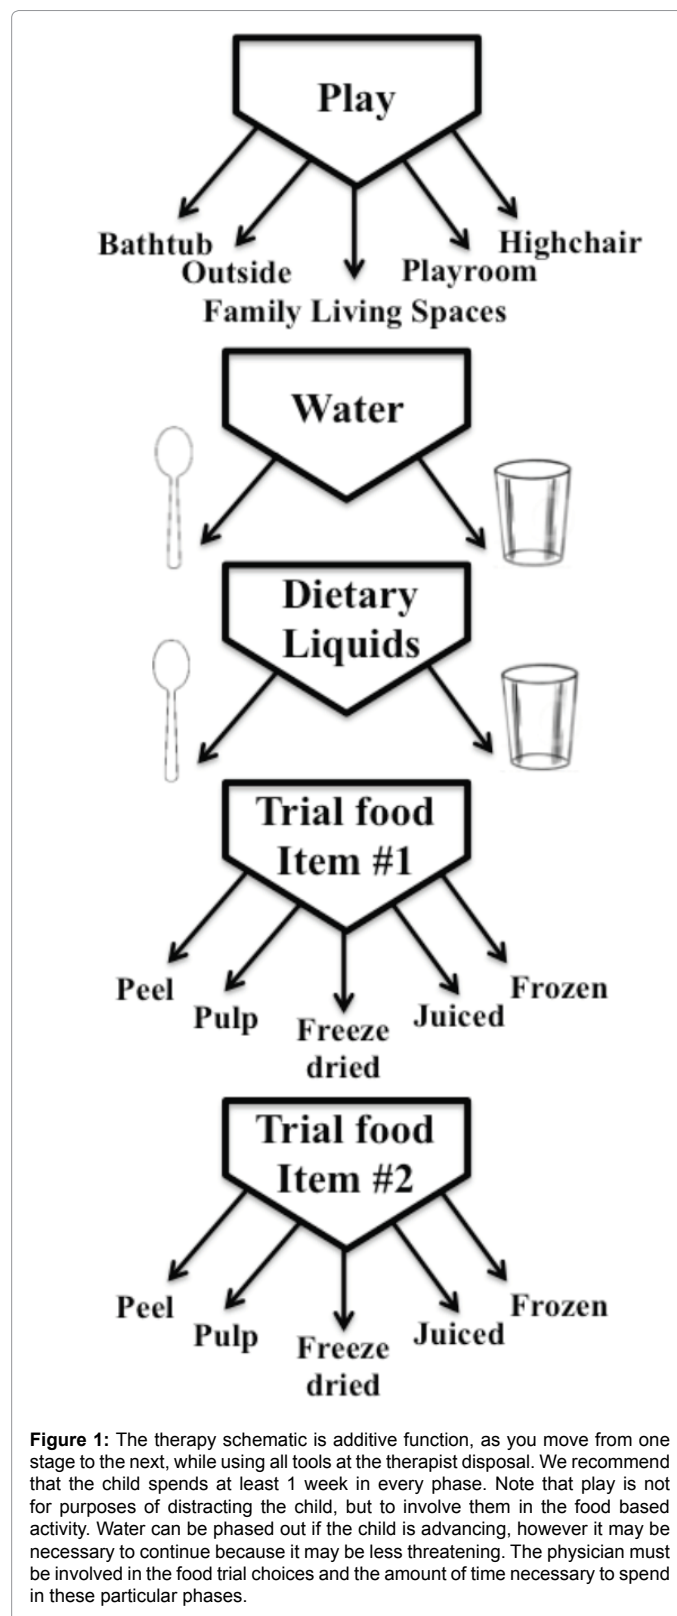 Play
Bathtub
Highchair
Outside
Playroom
Family Living Spaces
Water
Dietary
Liquids
Trial food
Item #1
Peel
Pulp
Freeze
dried
Juiced
Frozen
Trial food
Item #2
Peel
Pulp
Freeze
dried
Juiced
Frozen
Figure 1: The therapy schematic is additive function, as you move from one
stage to the next, while using all tools at the therapist disposal. We recommend
that the child spends at least 1 week in every phase. Note that play is not
for purposes of distracting the child, but to involve them in the food based
activity. Water can be phased out if the child is advancing, however it may be
necessary to continue because it may be less threatening. The physician must
be involved in the food trial choices and the amount of time necessary to spend
in these particular phases.